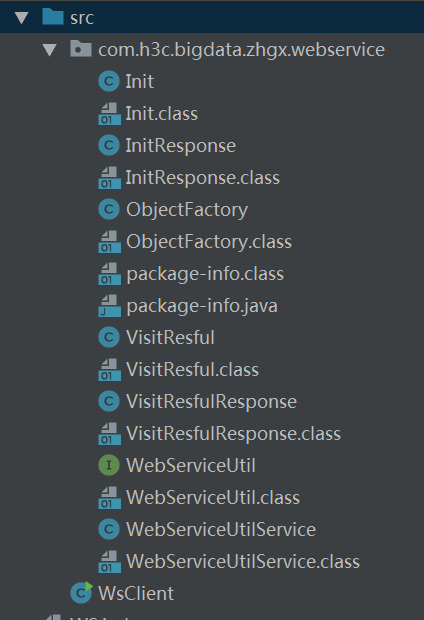 src
com.h3c.bigdata.zhgx.webservice
Init
Init.class
InitResponse
InitResponse.class
ObjectFactory
ObjectFactory.class
package-info.class
package-info.java
VisitResful
VisitResful.class
VisitResfulResponse
VisitResfulResponse.class
WebServiceUtil
WebServiceUtil.class
WebServiceUtilService
WebServiceUtilService.class
WsClient